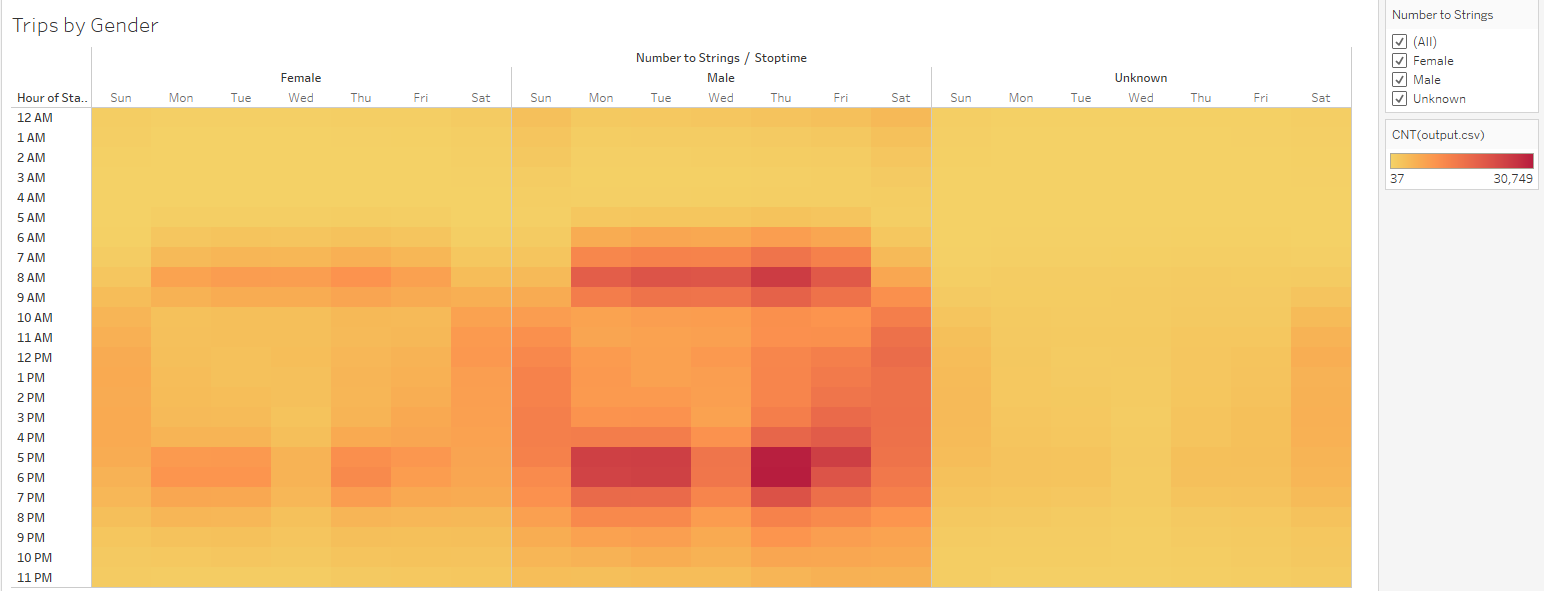 Trips by Gender
Number to Strings / Stoptime
Female Male Unknown
Hour of Sta.. Sun Mon Tue Wed Thu Fri Sat Sun Mon Tue Wed Thu Fri Sat Sun Mon Tue Wed Thu Fri Sat
12 AM
1 AM
2 AM
3 AM
4 AM
5 AM
6 AM
7 AM
8 AM
9 AM
10 AM
11 AM
12 PM
1 PM
2 PM
3 PM
4 PM
5 PM
6 PM
7 PM
8 PM
9 PM
10 PM
11 PM
Number to Strings
(All)
Female
Male
Unknown
CNT(output.csv)
37 30,749